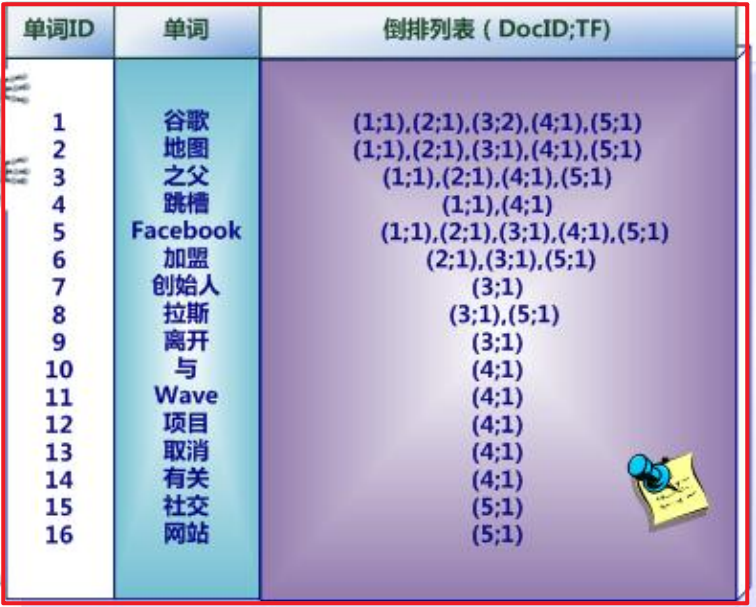 单词ID 单词 倒排列表 ( DocID;TF)
1 谷歌 (1;1),(2;1),(3;2),(4;1),(5;1)
2 地图 (1;1),(2;1),(3;1),(4;1),(5;1)
3 之父 (1;1),(2;1),(4;1),(5;1)
4 跳槽 (1;1),(4;1)
5 Facebook (1;1),(2;1),(3;1),(4;1),(5;1)
6 加盟 (2;1),(3;1),(5;1)
7 创始人 (3;1)
8 拉斯 (3;1),(5;1)
9 离开 (3;1)
10 与 (4;1)
11 Wave (4;1)
12 项目 (4;1)
13 取消 (4;1)
14 有关 (4;1)
15 社交 (5;1)
16 网站 (5;1)